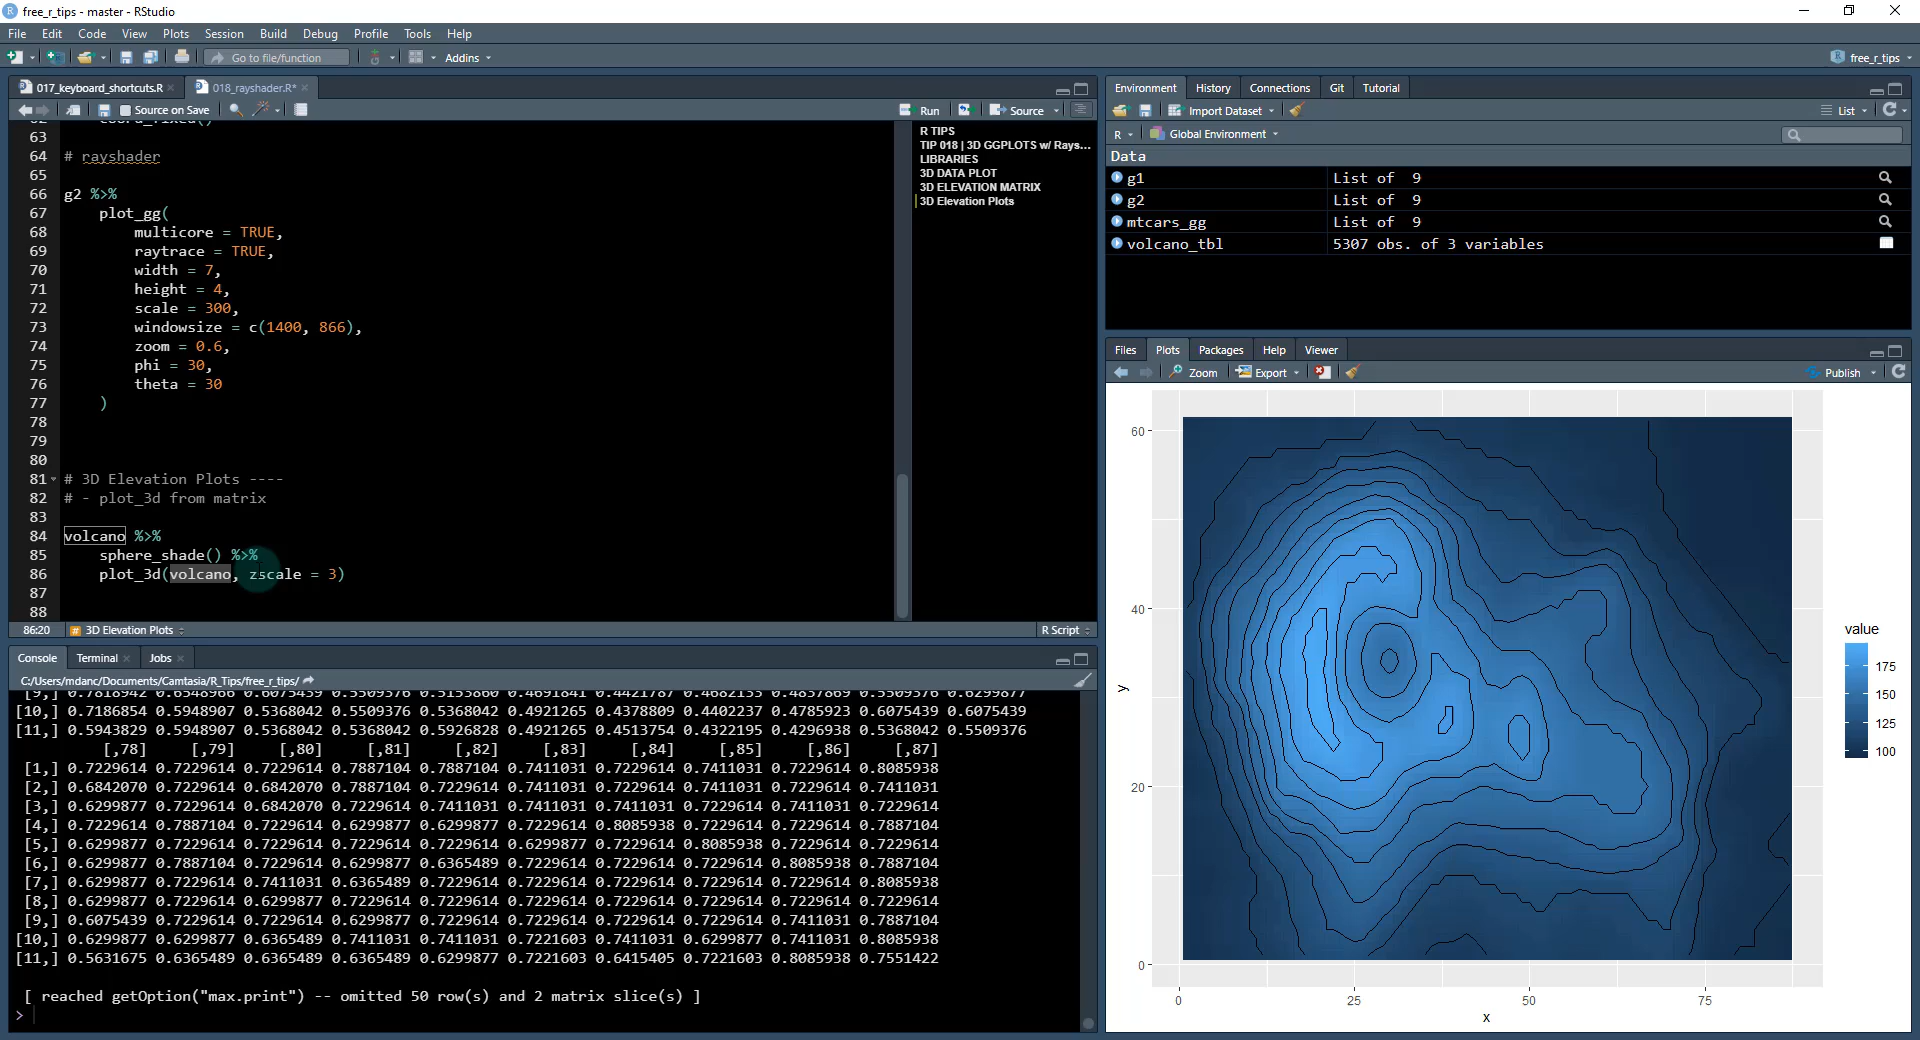 free_r_tips - master - RStudio
File Edit Code View Plots Session Build Debug Profile Tools Help
Go to file/function Addins free_r_tips
017_keyboard_shortcuts.R 018_rayshader.R*
Source on Save Run Source
63
64 # rayshader
65
66 g2 %>%
67 plot_gg(
68 multicore = TRUE,
69 raytrace = TRUE,
70 width = 7,
71 height = 4,
72 scale = 300,
73 windowsize = c(1400, 866),
74 zoom = 0.6,
75 phi = 30,
76 theta = 30
77 )
78
79
80
81 # 3D Elevation Plots ----
82 # - plot_3d from matrix
83
84 volcano %>%
85 sphere_shade() %>%
86 plot_3d(volcano, zscale = 3)
87
88
R TIPS
TIP 018 | 3D GGPLOTS w/ Rays...
LIBRARIES
3D DATA PLOT
3D ELEVATION MATRIX
3D Elevation Plots
86:20 3D Elevation Plots R Script
Console Terminal Jobs
C:/Users/mdanc/Documents/Camtasia/R_Tips/free_r_tips/
[9,] 0.7818942 0.6548966 0.6075439 0.5509376 0.5153860 0.4691841 0.4421787 0.4682133 0.4837869 0.5509376 0.6299877
[10,] 0.7186854 0.5948907 0.5368042 0.5509376 0.5368042 0.4921265 0.4378809 0.4402237 0.4785923 0.6075439 0.6075439
[11,] 0.5943829 0.5948907 0.5368042 0.5368042 0.5926828 0.4921265 0.4513754 0.4322195 0.4296938 0.5368042 0.5509376
[,78] [,79] [,80] [,81] [,82] [,83] [,84] [,85] [,86] [,87]
[1,] 0.7229614 0.7229614 0.7229614 0.7887104 0.7887104 0.7411031 0.7229614 0.7411031 0.7229614 0.8085938
[2,] 0.6842070 0.7229614 0.6842070 0.7887104 0.7229614 0.7411031 0.7229614 0.7411031 0.7229614 0.7411031
[3,] 0.6299877 0.7229614 0.6842070 0.7229614 0.7411031 0.7411031 0.7411031 0.7229614 0.7411031 0.7229614
[4,] 0.7229614 0.7887104 0.7229614 0.6299877 0.6299877 0.7229614 0.8085938 0.7229614 0.7229614 0.7887104
[5,] 0.6299877 0.7229614 0.7229614 0.7229614 0.7229614 0.6299877 0.7229614 0.8085938 0.7229614 0.7229614
[6,] 0.6299877 0.7887104 0.7229614 0.6299877 0.6365489 0.7229614 0.7229614 0.7229614 0.8085938 0.7887104
[7,] 0.6299877 0.7229614 0.7411031 0.6365489 0.7229614 0.7229614 0.7229614 0.7229614 0.7229614 0.8085938
[8,] 0.6299877 0.7229614 0.6299877 0.7229614 0.7229614 0.7229614 0.7229614 0.7229614 0.7229614 0.7229614
[9,] 0.6075439 0.7229614 0.7229614 0.6299877 0.7229614 0.7229614 0.7229614 0.7229614 0.7411031 0.7887104
[10,] 0.6299877 0.6299877 0.6365489 0.7411031 0.7411031 0.7221603 0.7411031 0.6299877 0.7411031 0.8085938
[11,] 0.5631675 0.6365489 0.6365489 0.6365489 0.6299877 0.7221603 0.6415405 0.7221603 0.8085938 0.7551422
[ reached getOption("max.print") -- omitted 50 row(s) and 2 matrix slice(s) ]
>
Environment History Connections Git Tutorial
Import Dataset List
R Global Environment
Data
g1 List of 9
g2 List of 9
mtcars_gg List of 9
volcano_tbl 5307 obs. of 3 variables
Files Plots Packages Help Viewer
Zoom Export Publish
60
40
20
0
y
0 25 50 75
x
value
175
150
125
100